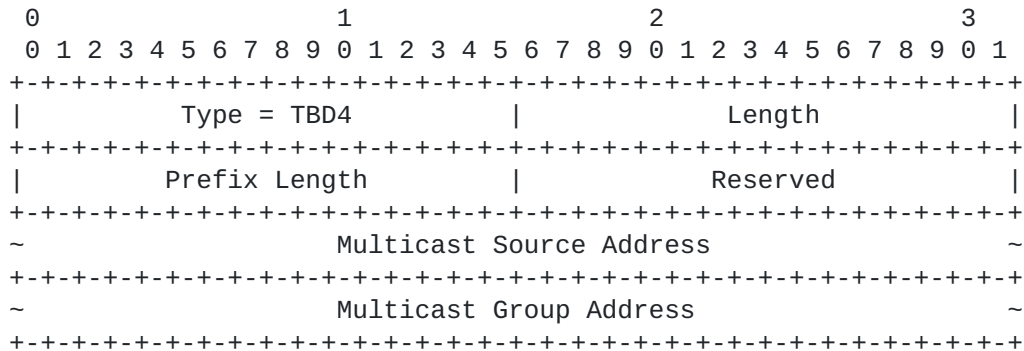 0                   1                   2                   3
 0 1 2 3 4 5 6 7 8 9 0 1 2 3 4 5 6 7 8 9 0 1 2 3 4 5 6 7 8 9 0 1
+-+-+-+-+-+-+-+-+-+-+-+-+-+-+-+-+-+-+-+-+-+-+-+-+-+-+-+-+-+-+-+-+
|          Type = TBD4          |             Length            |
+-+-+-+-+-+-+-+-+-+-+-+-+-+-+-+-+-+-+-+-+-+-+-+-+-+-+-+-+-+-+-+-+
|         Prefix Length         |            Reserved           |
+-+-+-+-+-+-+-+-+-+-+-+-+-+-+-+-+-+-+-+-+-+-+-+-+-+-+-+-+-+-+-+-+
~                    Multicast Source Address                   ~
+-+-+-+-+-+-+-+-+-+-+-+-+-+-+-+-+-+-+-+-+-+-+-+-+-+-+-+-+-+-+-+-+
~                    Multicast Group Address                    ~
+-+-+-+-+-+-+-+-+-+-+-+-+-+-+-+-+-+-+-+-+-+-+-+-+-+-+-+-+-+-+-+-+